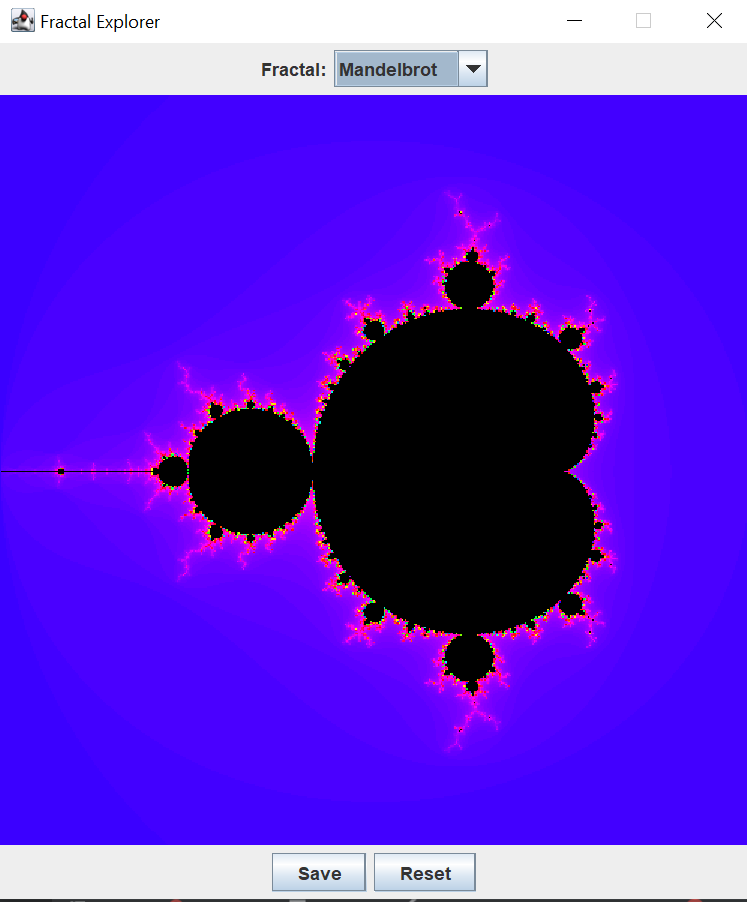 Fractal Explorer
Fractal: Mandelbrot
Save Reset